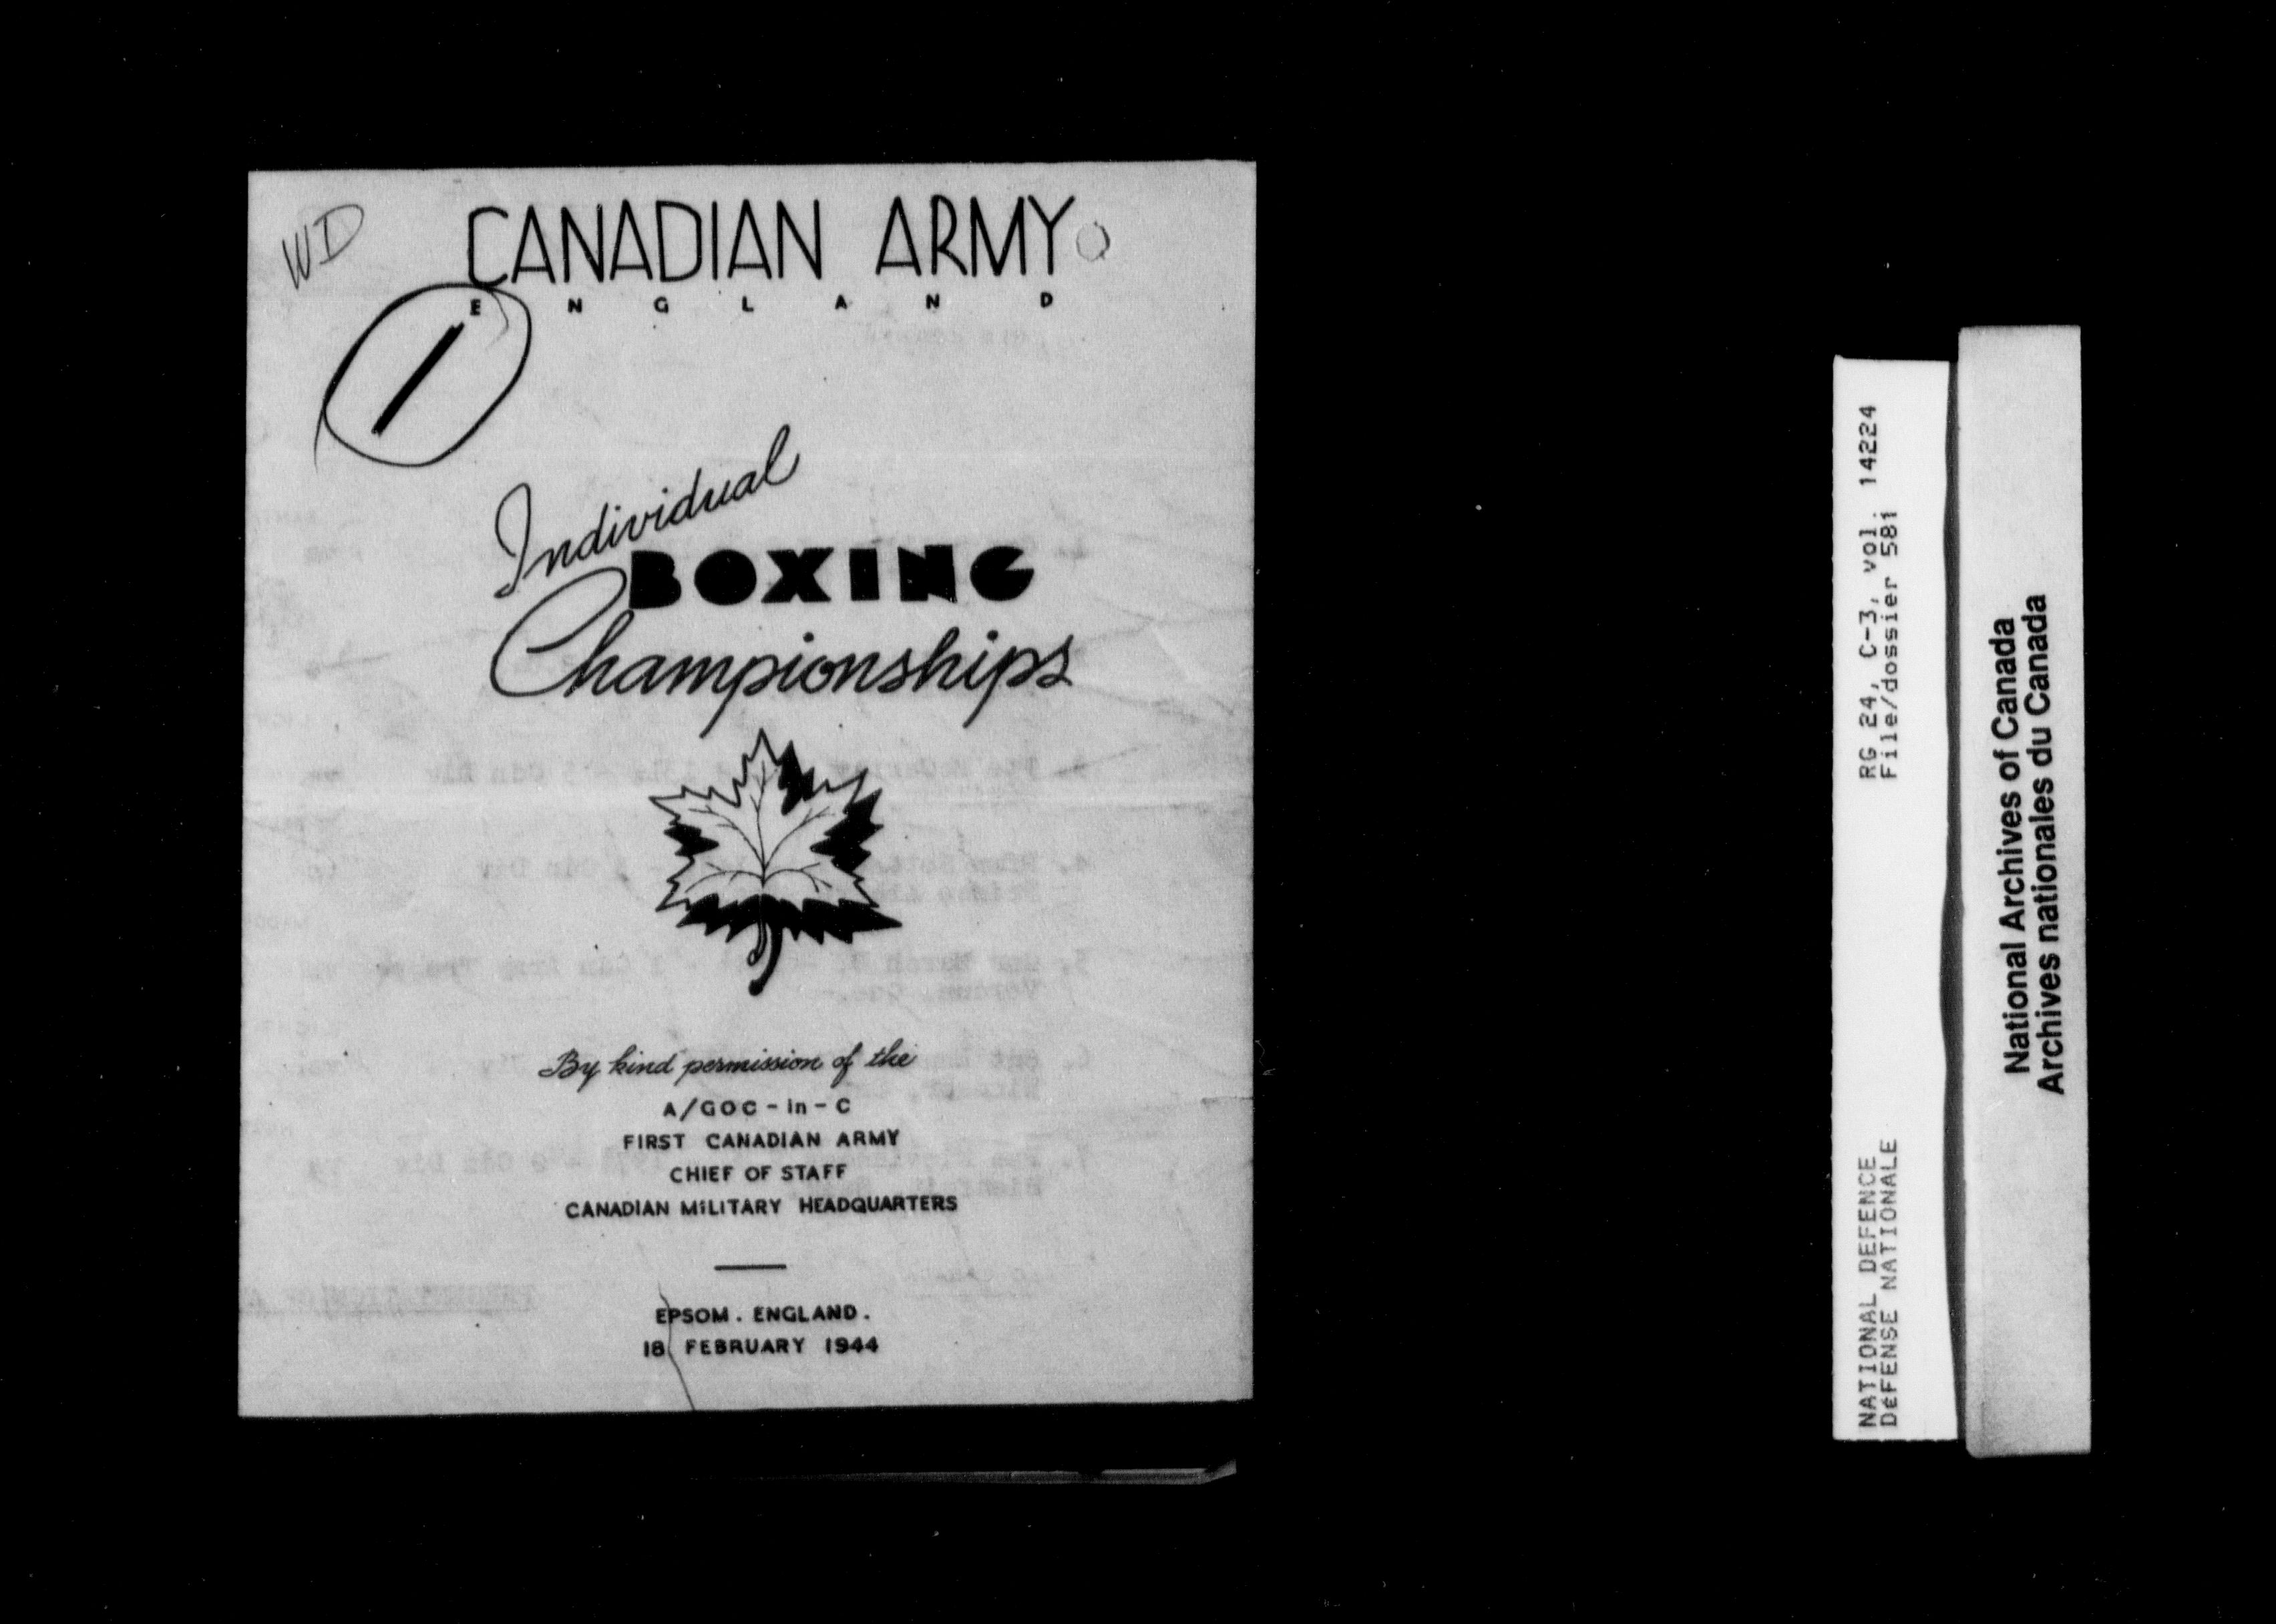 WD
CANADIAN ARMY
ENGLAND
1
Individual
BOXING
Championships
By kind permission of the
A/GOC-in-C
FIRST CANADIAN ARMY
CHIEF OF STAFF
CANADIAN MILITARY HEADQUARTERS
EPSOM. ENGLAND.
18 FEBRUARY 1944
NATIONAL DEFENCE RG 24, C-3, vol. 14224
DéFENSE NATIONALE File/dossier 581
National Archives of Canada
Archives nationales du Canada